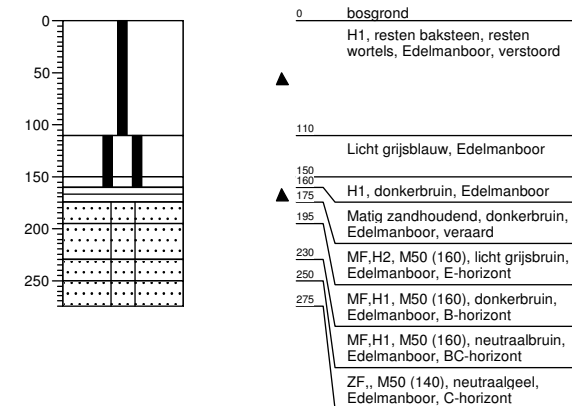 0
50
100
150
200
250
0 bosgrond
H1, resten baksteen, resten
wortels, Edelmanboor, verstoord
110
Licht grijsblauw, Edelmanboor
150
160
H1, donkerbruin, Edelmanboor
175
Matig zandhoudend, donkerbruin,
Edelmanboor, veraard
195
MF,H2, M50 (160), licht grijsbruin,
Edelmanboor, E-horizont
230
MF,H1, M50 (160), donkerbruin,
Edelmanboor, B-horizont
250
MF,H1, M50 (160), neutraalbruin,
Edelmanboor, BC-horizont
275
ZF,, M50 (140), neutraalgeel,
Edelmanboor, C-horizont